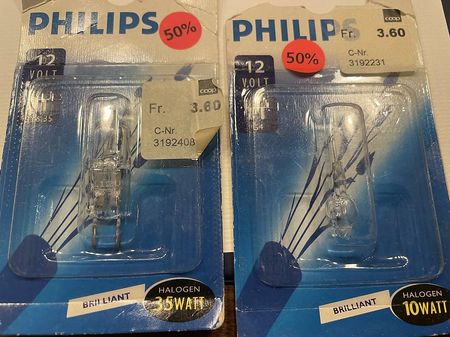 PHILIPS
50%
12
VOLT
coop
Fr. 3.60
C-Nr.
3192408
BRILLIANT
HALOGEN
35WATT
PHILIPS
50%
coop
Fr. 3.60
C-Nr.
3192231
12
VOLT
BRILLIANT
HALOGEN
10WATT